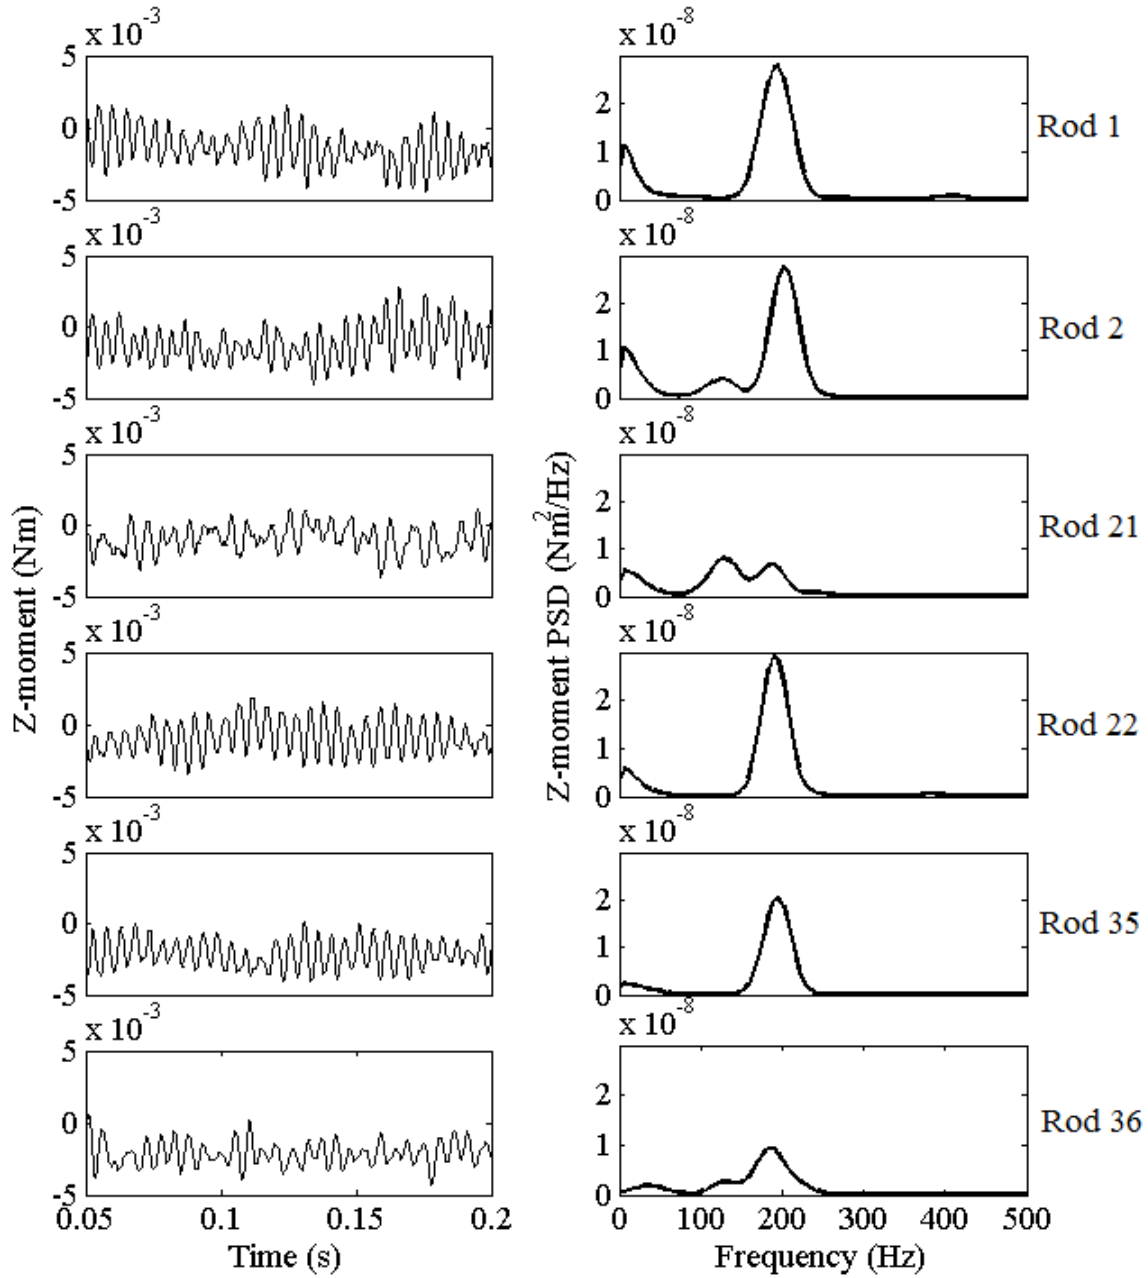 x 10^-3
x 10^-8
5
0
-5
2
1
0
Rod 1
x 10^-3
x 10^-8
5
0
-5
2
1
0
Rod 2
x 10^-3
x 10^-8
5
0
-5
2
1
0
Rod 21
x 10^-3
x 10^-8
5
0
-5
2
1
0
Rod 22
x 10^-3
x 10^-8
5
0
-5
2
1
0
Rod 35
x 10^-3
x 10^-8
5
0
-5
2
1
0
Rod 36
0.05 0.1 0.15 0.2
0 100 200 300 400 500
Time (s)
Frequency (Hz)
Z-moment (Nm)
Z-moment PSD (Nm^2/Hz)